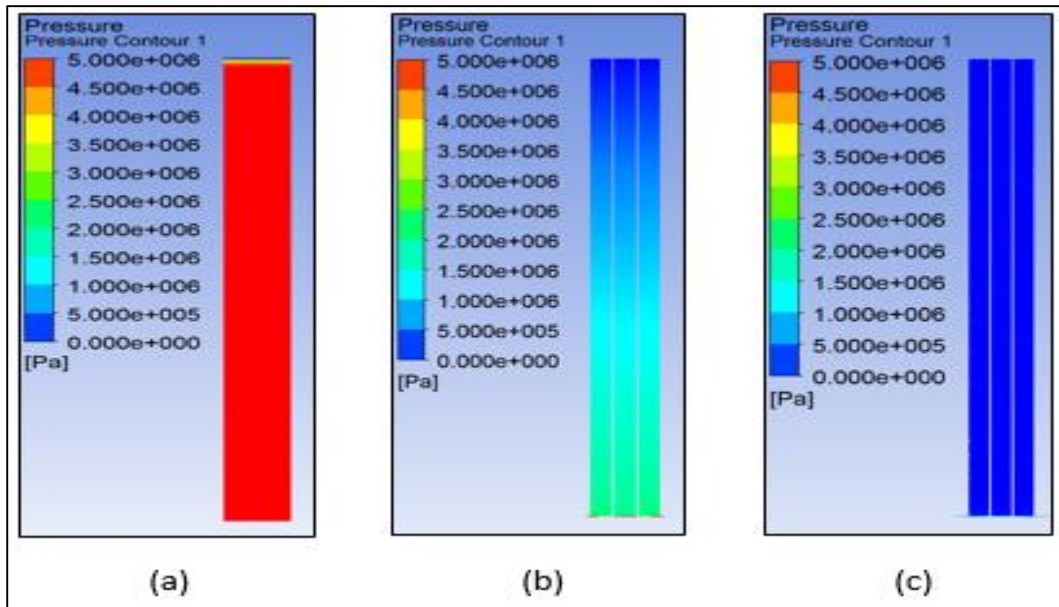 Pressure
Pressure Contour 1
5.000e+006
4.500e+006
4.000e+006
3.500e+006
3.000e+006
2.500e+006
2.000e+006
1.500e+006
1.000e+006
5.000e+005
0.000e+000
[Pa]
(a)
Pressure
Pressure Contour 1
5.000e+006
4.500e+006
4.000e+006
3.500e+006
3.000e+006
2.500e+006
2.000e+006
1.500e+006
1.000e+006
5.000e+005
0.000e+000
[Pa]
(b)
Pressure
Pressure Contour 1
5.000e+006
4.500e+006
4.000e+006
3.500e+006
3.000e+006
2.500e+006
2.000e+006
1.500e+006
1.000e+006
5.000e+005
0.000e+000
[Pa]
(c)